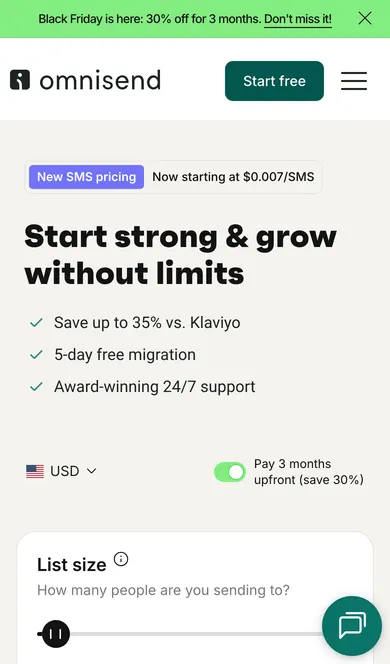 Black Friday is here: 30% off for 3 months. Don't miss it!
omnisend
Start free
New SMS pricing
Now starting at $0.007/SMS
Start strong & grow
without limits
Save up to 35% vs. Klaviyo
5-day free migration
Award-winning 24/7 support
USD
Pay 3 months
upfront (save 30%)
List size
How many people are you sending to?